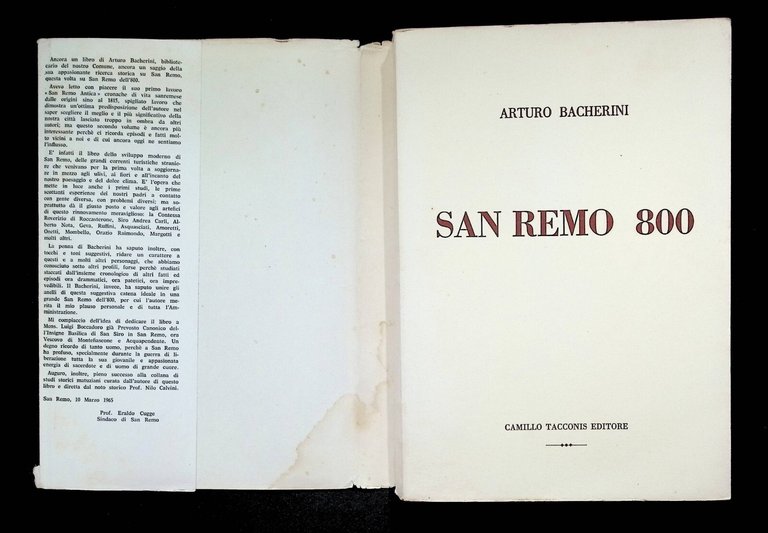 Ancora un libro di Arturo Bacherini, bibliote-
cario del nostro Comune, ancora un saggio della
sua appasionante ricerca storica su San Remo,
questa volta su San Remo dell'800.
Avevo letto con piacere il suo primo lavoro
« San Remo Antica » cronache di vita sanremese
dalle origini sino al 1815, spigliato lavoro che
dimostra un'ottima predisposizione dell'autore nel
saper scegliere il meglio e il più significativo della
nostra città lasciato troppo in ombra da altri
autori; ma questo secondo volume è ancora più
interessante perchè ci ricorda episodi e fatti mol-
to vicini a noi e di cui ancora oggi ne sentiamo
l'influsso.
E' infatti il libro dello sviluppo moderno di
San Remo, delle grandi correnti turistiche stranie-
re che venivano per la prima volta a soggiorna-
re in mezzo agli ulivi, ai fiori e all'incanto del
nostro paesaggio e del dolce clima. E' l'opera che
mette in luce anche i primi studi, le prime
scottanti esperienze dei nostri padri a contatto
con gente diversa, con problemi diversi; ma so-
prattutto dà il giusto posto e valore agli artefici
di questo rinnovamento meraviglioso: la Contessa
Roverizio di Roccasterone, Siro Andrea Carli, Al-
berto Nota, Geva, Ruffini, Asquasciati, Amoretti,
Onetti, Mombello, Orazio Raimondo, Margotti e
molti altri.
La penna di Bacherini ha saputo inoltre, con
tocchi e toni suggestivi, ridare un carattere a
questi e a molti altri personaggi, che abbiamo
conosciuto sotto altri profili, forse perchè studiati
staccati dall'insieme cronologico di altri fatti ed
episodi ora drammatici, ora patetici, ora impre-
vedibili. Il Bacherini, invece, ha saputo unire gli
anelli di questa suggestiva catena ideale in una
grande San Remo dell'800, per cui l'autore me-
rita il mio plauso personale e di tutta l'Am-
ministrazione.
Mi compiaccio dell'idea di dedicare il libro a
Mons. Luigi Boccadoro già Prevosto Canonico del-
l'Insigne Basilica di San Siro in San Remo, ora
Vescovo di Montefiascone e Acquapendente. Un
degno ricordo di tanto uomo, perchè a San Remo
ha profuso, specialmente durante la guerra di li-
berazione tutta la sua giovanile e appasionata
energia di sacerdote e di uomo di grande cuore.
Auguro, inoltre, pieno successo alla collana di
studi storici matuziani curata dall'autore di questo
libro e diretta dal noto storico Prof. Nilo Calvini.
San Remo, 10 Marzo 1965
Prof. Eraldo Cugge
Sindaco di San Remo
ARTURO BACHERINI
SAN REMO 800
CAMILLO TACCONIS EDITORE